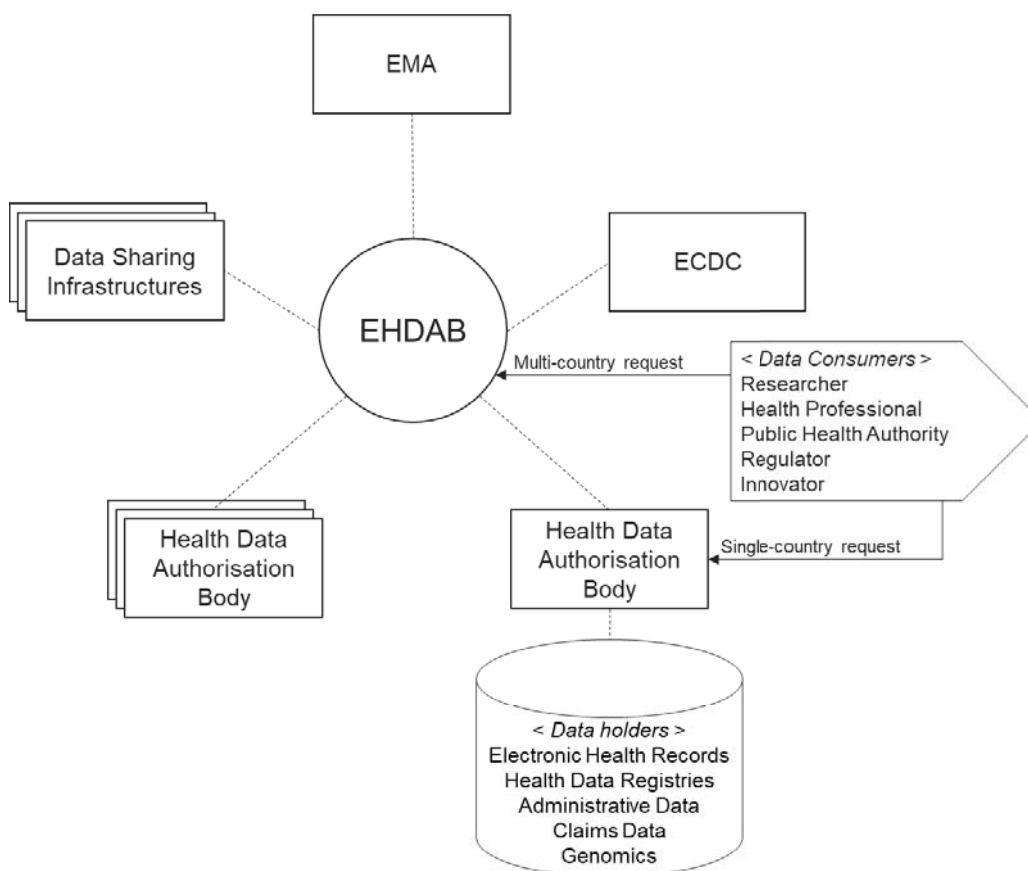 EMA
Data Sharing
Infrastructures
ECDC
EHDAB
Multi-country request
< Data Consumers >
Researcher
Health Professional
Public Health Authority
Regulator
Innovator
Health Data
Authorisation
Body
Health Data
Authorisation
Body
Single-country request
< Data holders >
Electronic Health Records
Health Data Registries
Administrative Data
Claims Data
Genomics